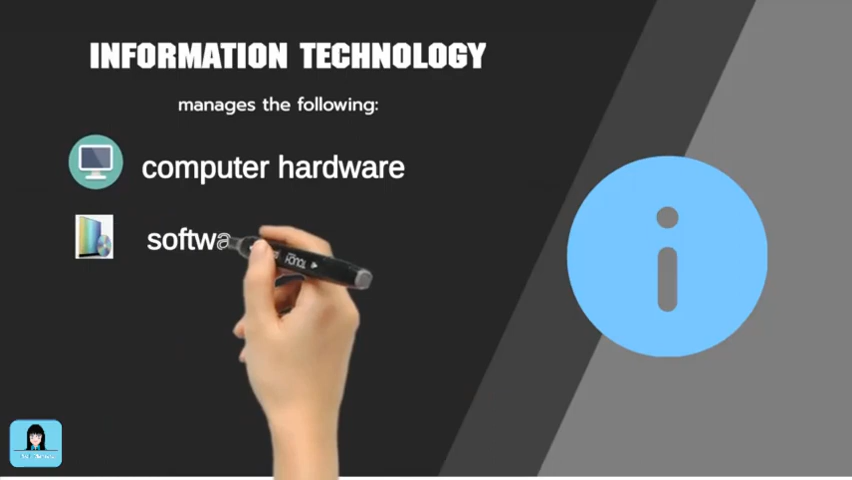 INFORMATION TECHNOLOGY
manages the following:
computer hardware
softwa